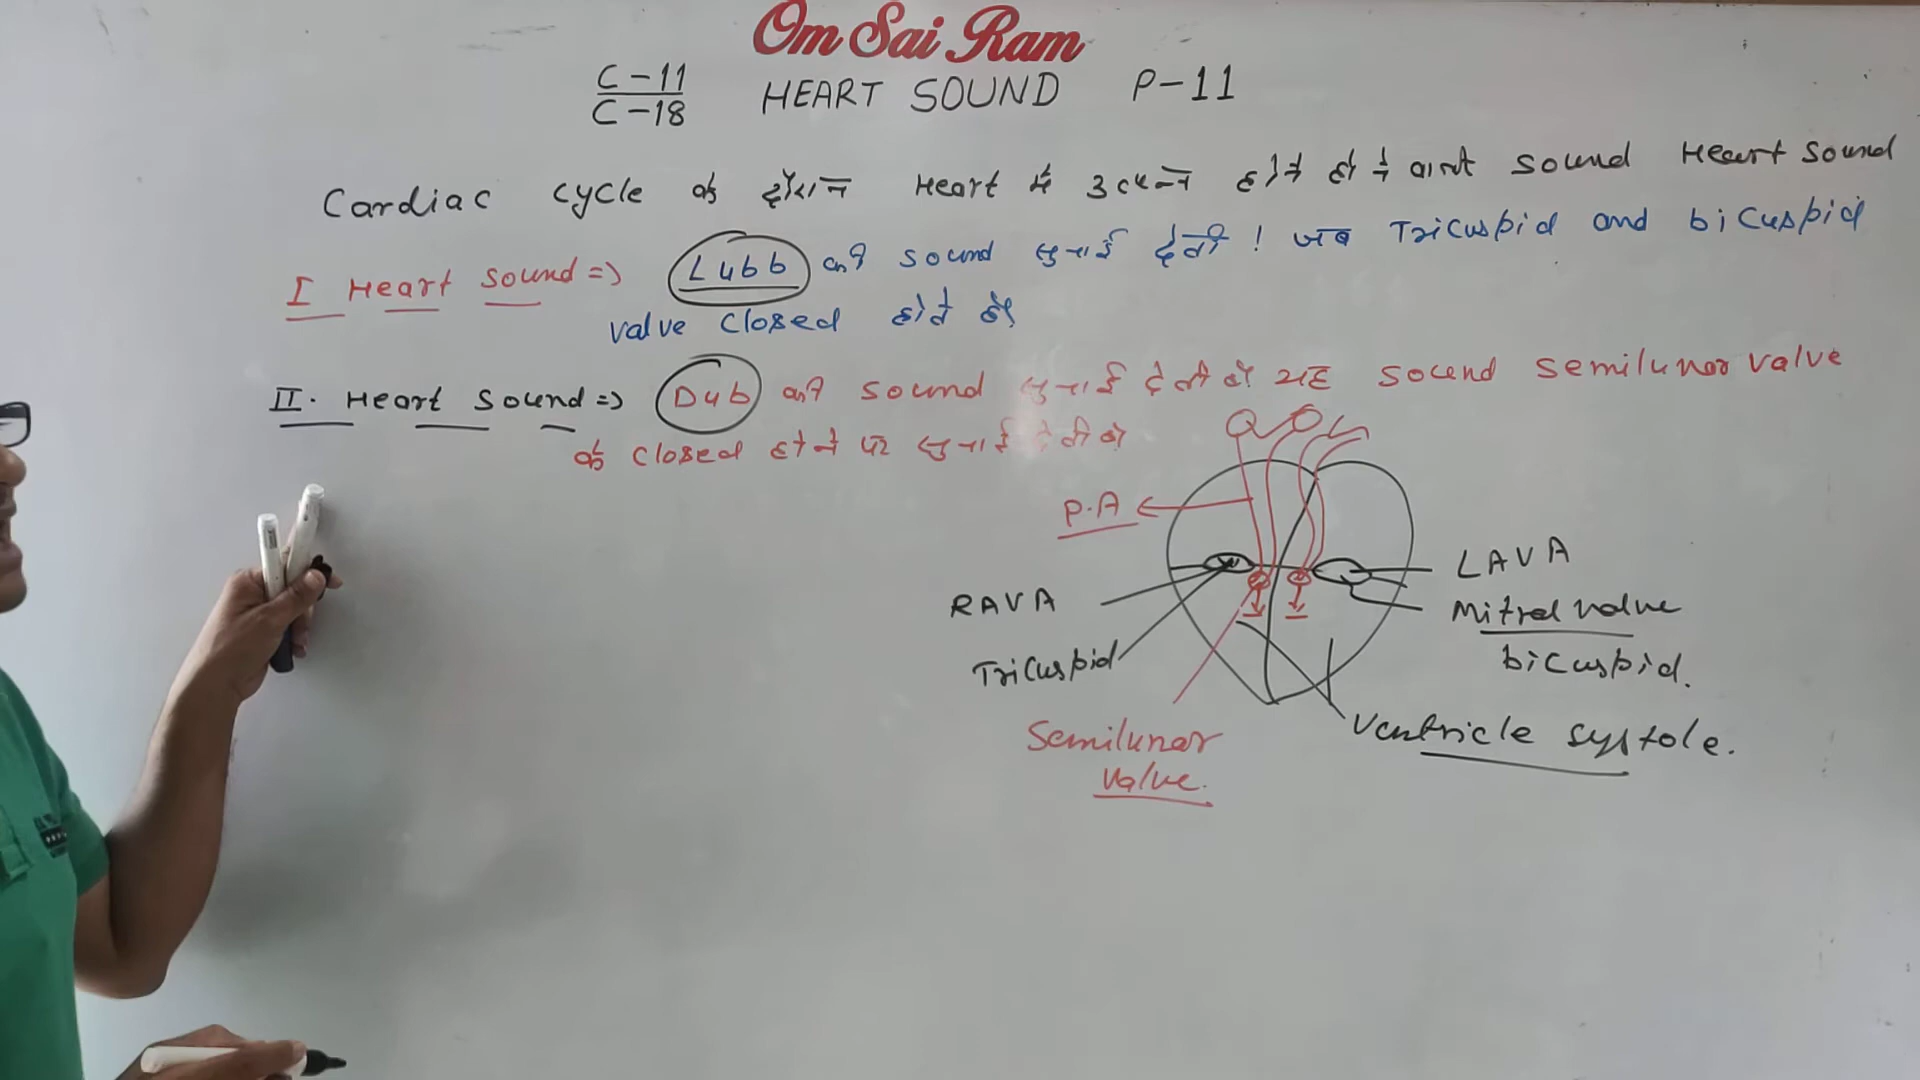 Om Sai Ram
C-11
C-18
HEART SOUND P-11
Cardiac cycle के दौरान Heart में उत्पन्न होने वाली sound Heart sound
I Heart sound => Lubb की sound सुनाई देती ! जब Tricuspid and bicuspid
valve closed होते है
II. Heart sound => Dub की sound सुनाई देती है यह sound semilunar valve
के closed होने पर सुनाई देती है
P.A
LAVA
RAVA
Mitral valve
Tricuspid
bicuspid.
Semilunar
valve.
Ventricle systole.